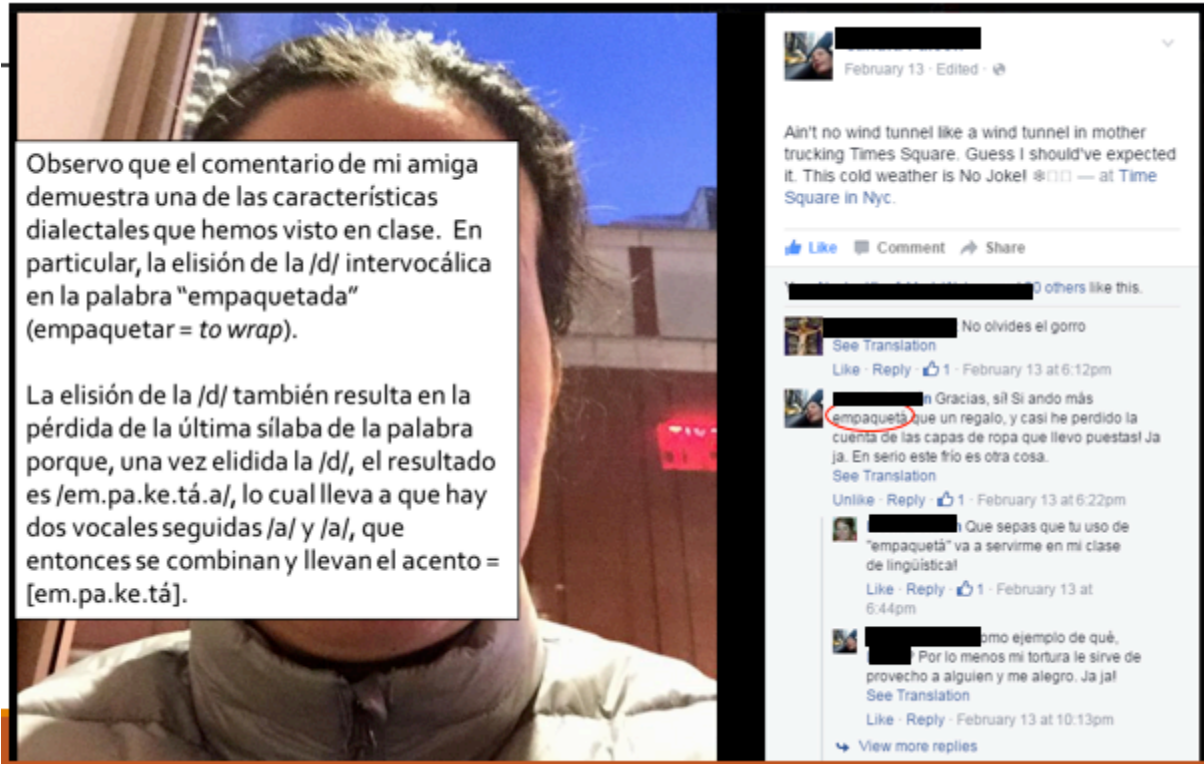 Observo que el comentario de mi amiga
demuestra una de las características
dialectales que hemos visto en clase.  En
particular, la elisión de la /d/ intervocálica
en la palabra “empaquetada”
(empaquetar = to wrap).
La elisión de la /d/ también resulta en la
pérdida de la última sílaba de la palabra
porque, una vez elidida la /d/, el resultado
es /em.pa.ke.tá.a/, lo cual lleva a que hay
dos vocales seguidas /a/ y /a/, que
entonces se combinan y llevan el acento =
[em.pa.ke.tá].
February 13 · Edited ·
Ain't no wind tunnel like a wind tunnel in mother
trucking Times Square. Guess I should've expected
it. This cold weather is No Joke! ❄□□ — at Time
Square in Nyc.
Like Comment Share
0 others like this.
No olvides el gorro
See Translation
Like · Reply · 1 · February 13 at 6:12pm
Gracias, sí! Si ando más
empaquetá que un regalo, y casi he perdido la
cuenta de las capas de ropa que llevo puestas! Ja
ja. En serio este frío es otra cosa.
See Translation
Unlike · Reply · 1 · February 13 at 6:22pm
Que sepas que tu uso de
"empaquetá" va a servirme en mi clase
de lingüística!
Like · Reply · 1 · February 13 at
6:44pm
omo ejemplo de què,
? Por lo menos mi tortura le sirve de
provecho a alguien y me alegro. Ja ja!
See Translation
Like · Reply · February 13 at 10:13pm
View more replies